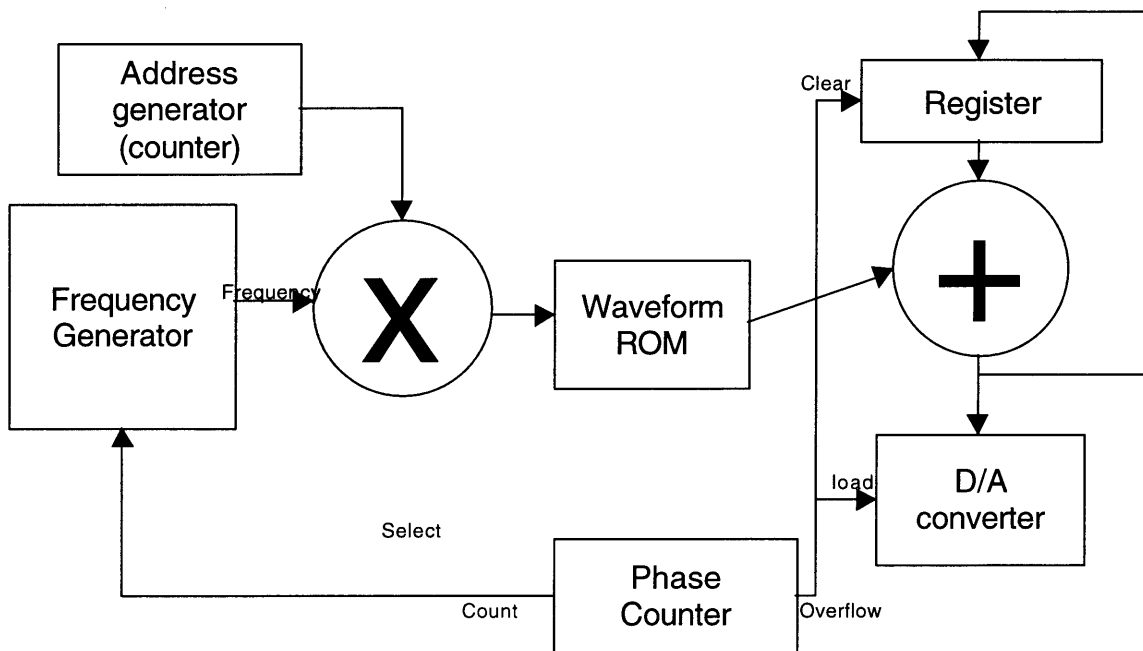 Address
generator
(counter)
Clear
Register
Frequency
Generator
Frequency
X
Waveform
ROM
+
load
D/A
converter
Select
Count
Phase
Counter
Overflow